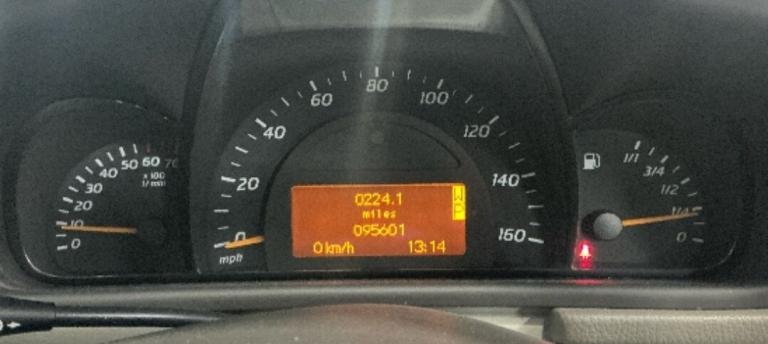 0 10 20 30 40 50 60 70
x 100
1/min
0 20 40 60 80 100 120 140 160
mph
0224.1
miles
095601
0 km/h 13:14
1/1
3/4
1/2
1/4
0